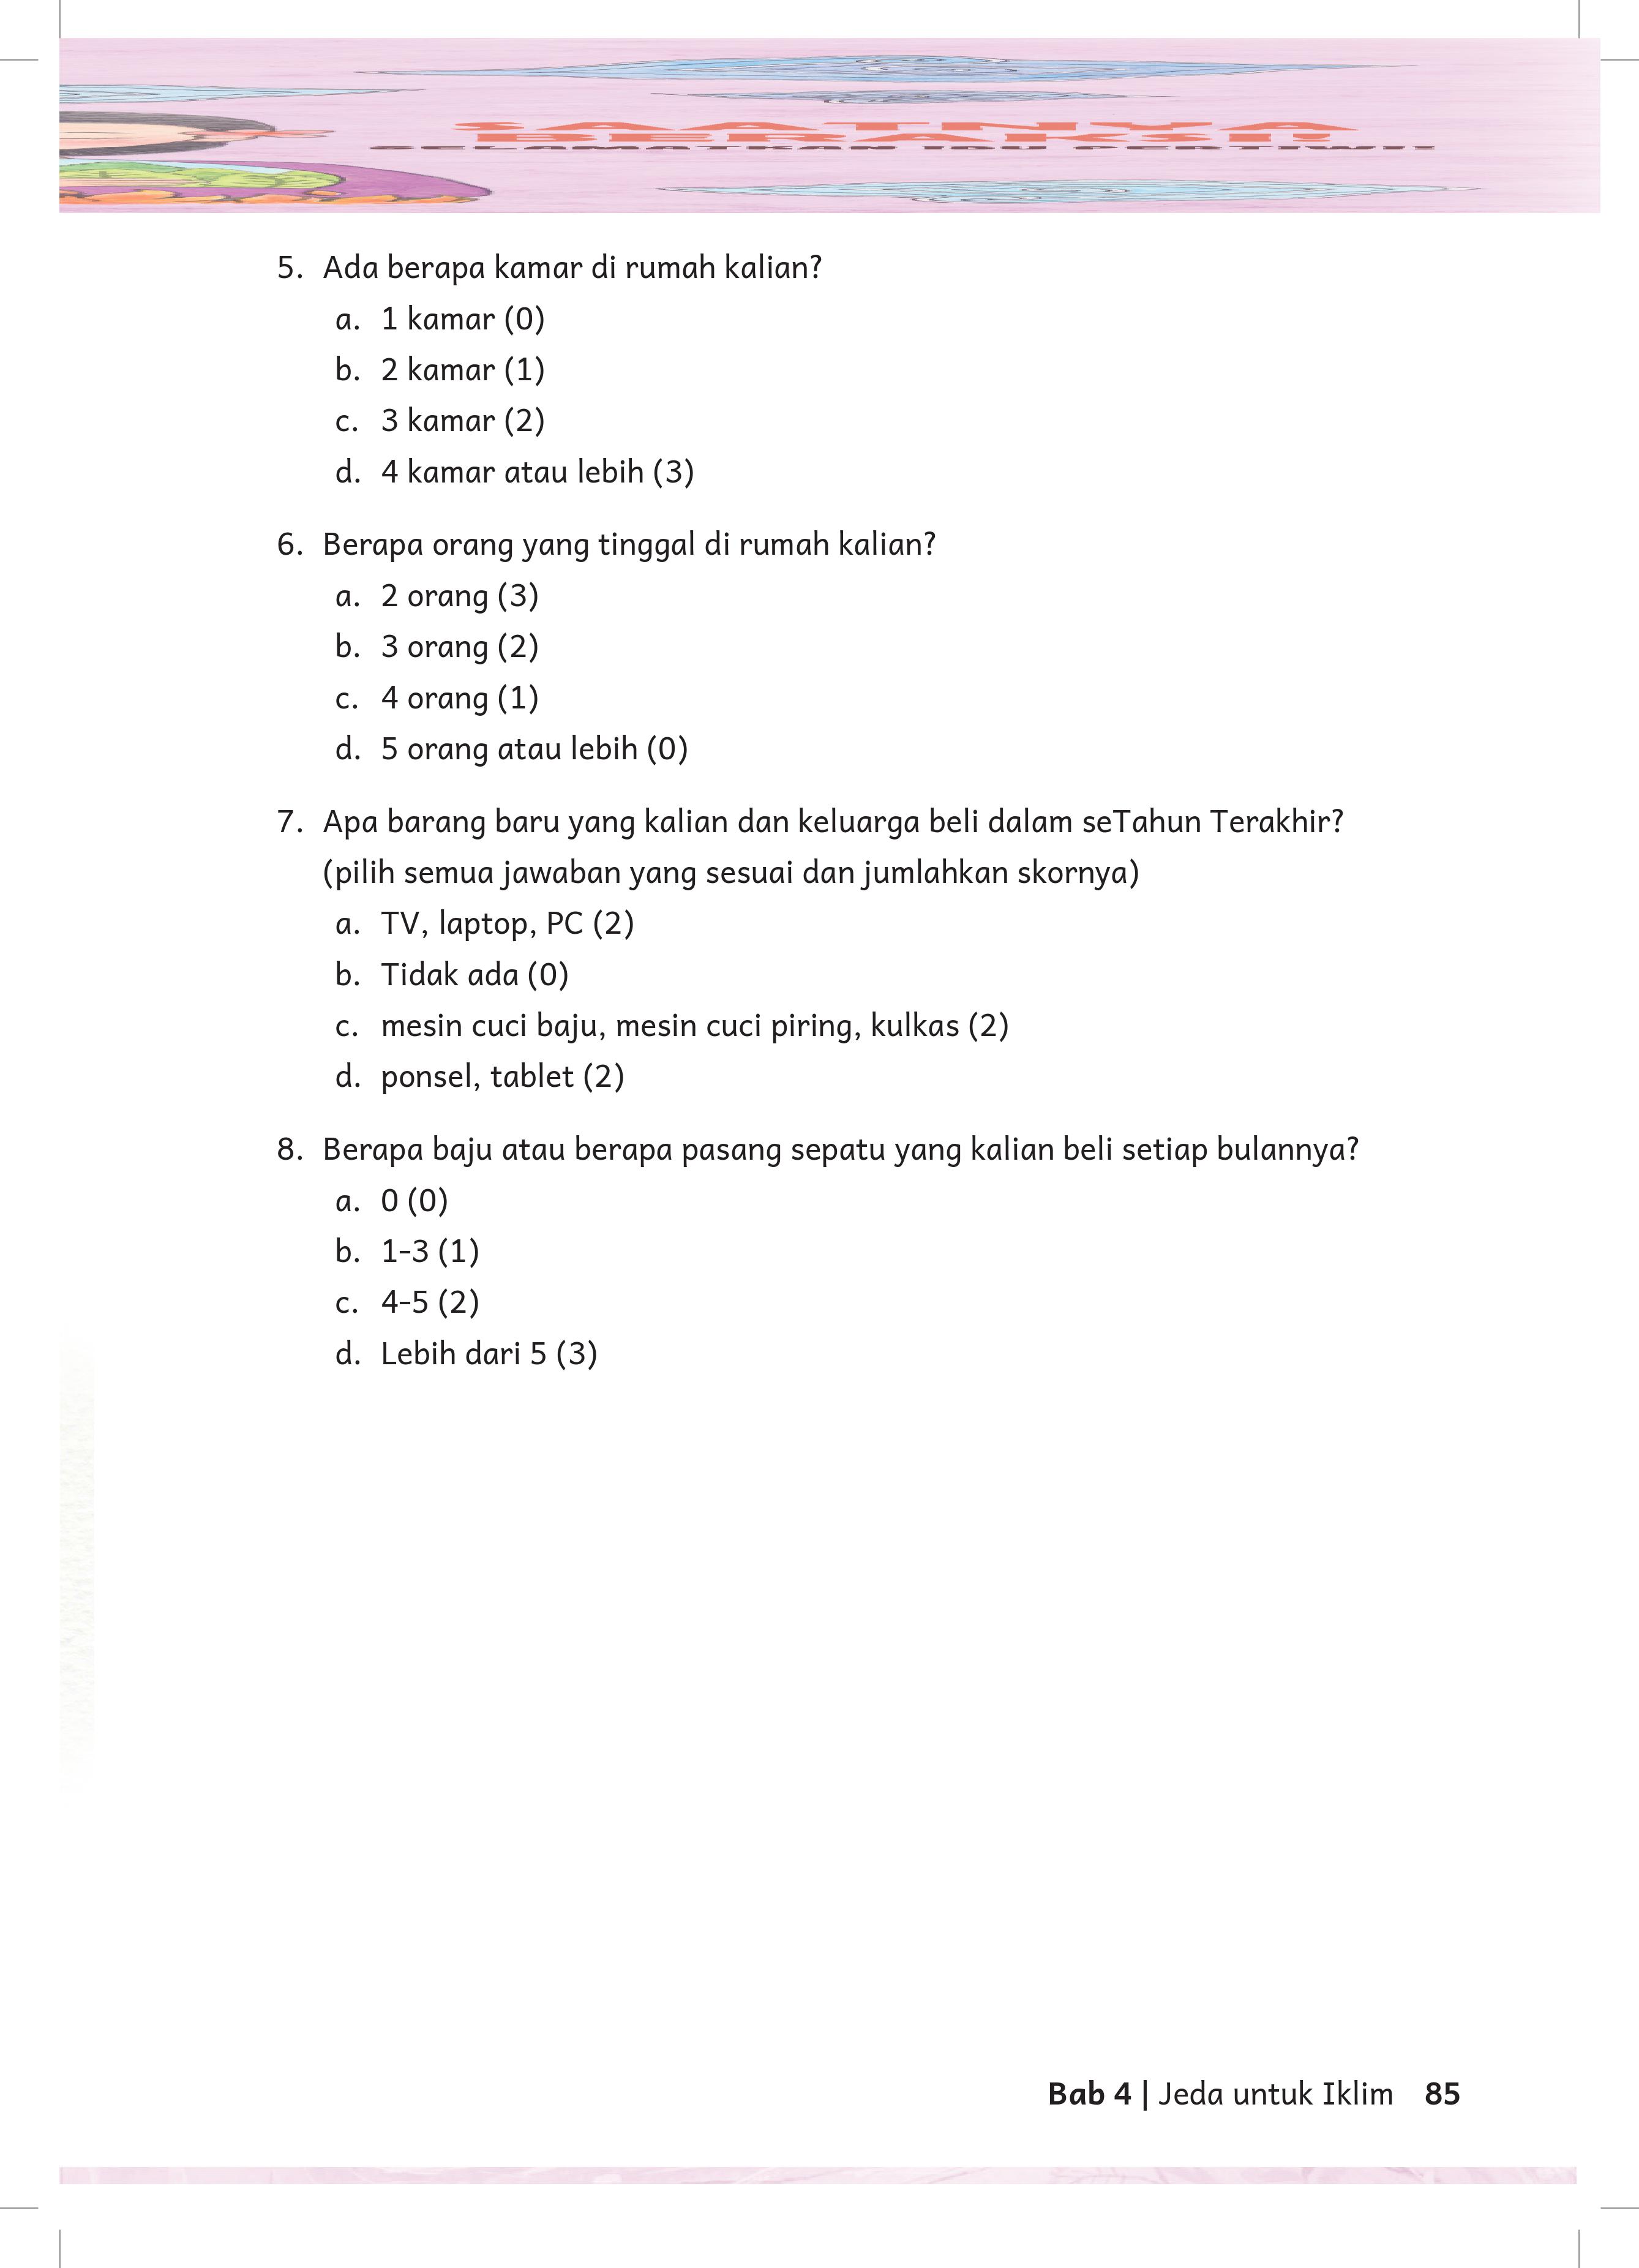 SAATNYA
BERAKSI!
SELAMATKAN IBU PERTIWI!
5. Ada berapa kamar di rumah kalian?
a. 1 kamar (0)
b. 2 kamar (1)
c. 3 kamar (2)
d. 4 kamar atau lebih (3)
6. Berapa orang yang tinggal di rumah kalian?
a. 2 orang (3)
b. 3 orang (2)
c. 4 orang (1)
d. 5 orang atau lebih (0)
7. Apa barang baru yang kalian dan keluarga beli dalam seTahun Terakhir?
(pilih semua jawaban yang sesuai dan jumlahkan skornya)
a. TV, laptop, PC (2)
b. Tidak ada (0)
c. mesin cuci baju, mesin cuci piring, kulkas (2)
d. ponsel, tablet (2)
8. Berapa baju atau berapa pasang sepatu yang kalian beli setiap bulannya?
a. 0 (0)
b. 1-3 (1)
c. 4-5 (2)
d. Lebih dari 5 (3)
Bab 4 | Jeda untuk Iklim 85